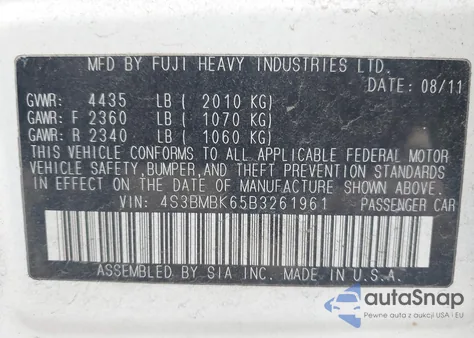 MFD BY FUJI HEAVY INDUSTRIES LTD.
DATE: 08/11
GVWR: 4435 LB ( 2010 KG)
GAWR: F 2360 LB ( 1070 KG)
GAWR: R 2340 LB ( 1060 KG)
THIS VEHICLE CONFORMS TO ALL APPLICABLE FEDERAL MOTOR
VEHICLE SAFETY, BUMPER, AND THEFT PREVENTION STANDARDS
IN EFFECT ON THE DATE OF MANUFACTURE SHOWN ABOVE.
VIN: 4S3BMBK65B3261961 PASSENGER CAR
ASSEMBLED BY SIA INC. MADE IN U.S.A.
autoSnap
Pewne auta z aukcji USA i EU